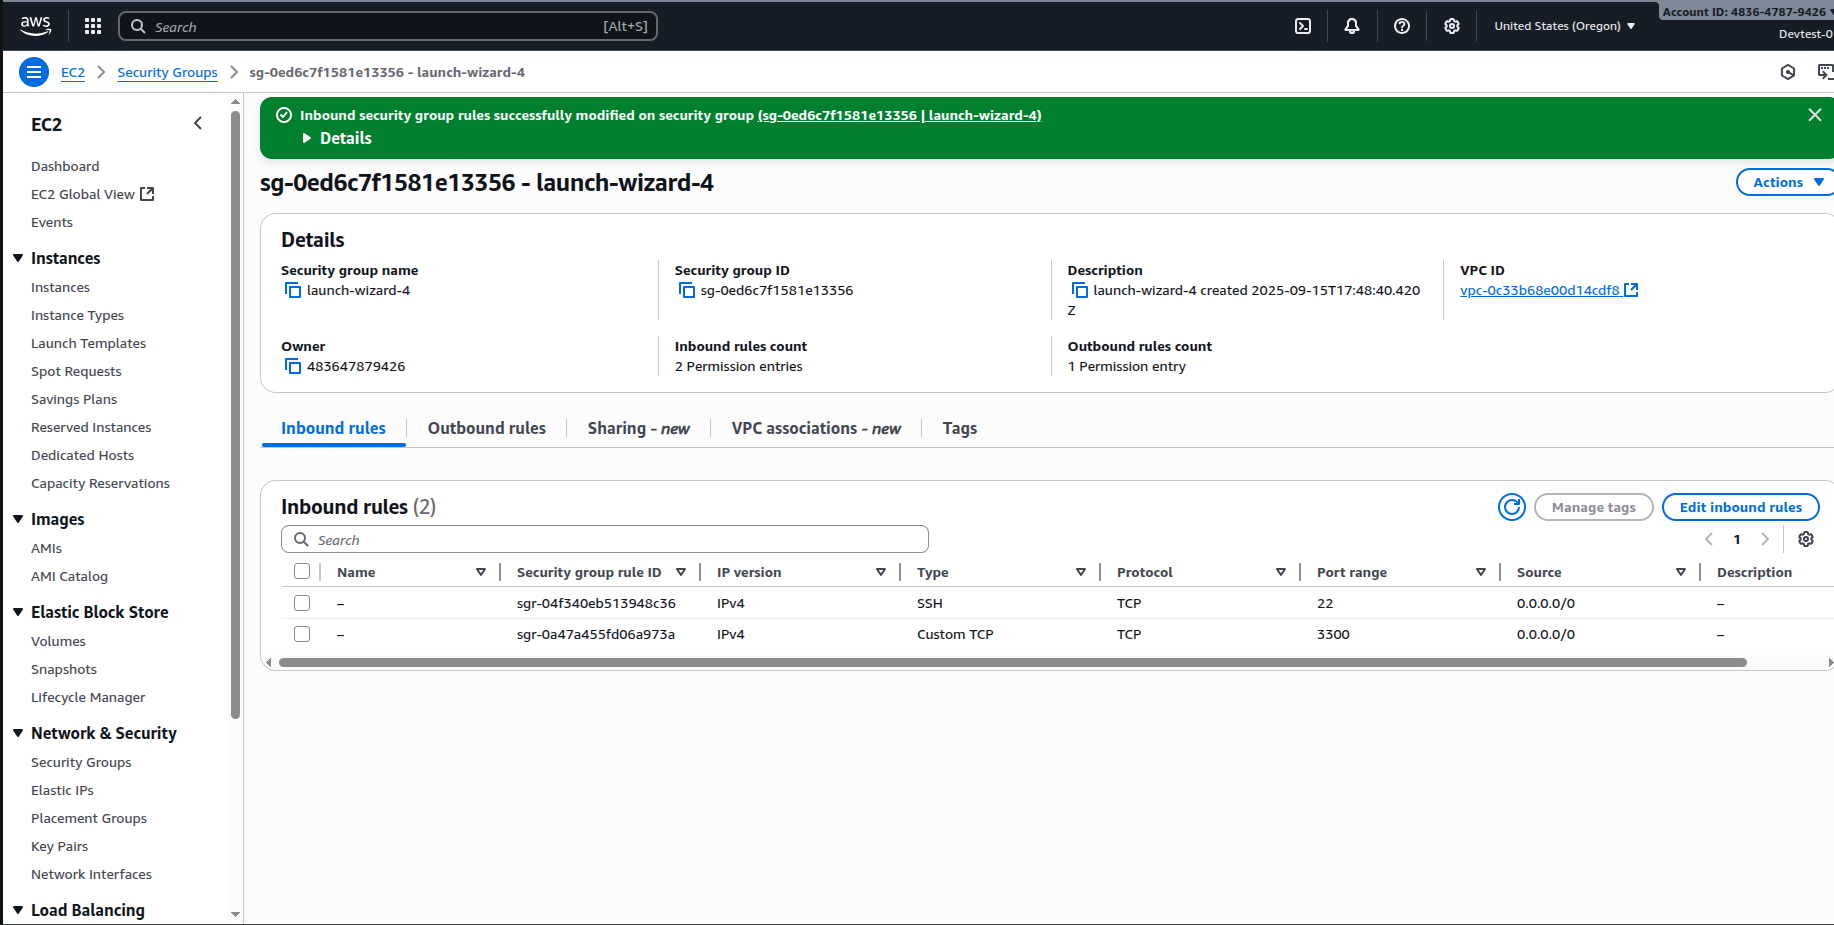 aws
Search [Alt+S]
United States (Oregon)
Account ID: 4836-4787-9426
Devtest-0
EC2 > Security Groups > sg-0ed6c7f1581e13356 - launch-wizard-4
EC2
Dashboard
EC2 Global View
Events
Instances
Instances
Instance Types
Launch Templates
Spot Requests
Savings Plans
Reserved Instances
Dedicated Hosts
Capacity Reservations
Images
AMIs
AMI Catalog
Elastic Block Store
Volumes
Snapshots
Lifecycle Manager
Network & Security
Security Groups
Elastic IPs
Placement Groups
Key Pairs
Network Interfaces
Load Balancing
Inbound security group rules successfully modified on security group (sg-0ed6c7f1581e13356 | launch-wizard-4)
Details
sg-0ed6c7f1581e13356 - launch-wizard-4
Actions
Details
Security group name
launch-wizard-4
Security group ID
sg-0ed6c7f1581e13356
Description
launch-wizard-4 created 2025-09-15T17:48:40.420
Z
VPC ID
vpc-0c33b68e00d14cdf8
Owner
483647879426
Inbound rules count
2 Permission entries
Outbound rules count
1 Permission entry
Inbound rules Outbound rules Sharing - new VPC associations - new Tags
Inbound rules (2)
Manage tags
Edit inbound rules
Search
1
Name Security group rule ID IP version Type Protocol Port range Source Description
– sgr-04f340eb513948c36 IPv4 SSH TCP 22 0.0.0.0/0 –
– sgr-0a47a455fd06a973a IPv4 Custom TCP TCP 3300 0.0.0.0/0 –